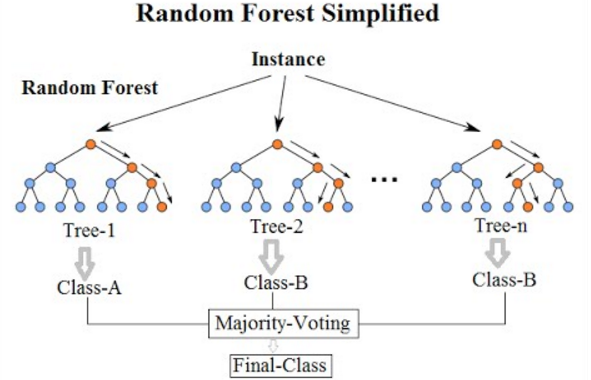 Random Forest Simplified
Instance
Random Forest
...
Tree-1
Tree-2
Tree-n
Class-A
Class-B
Class-B
Majority-Voting
Final-Class